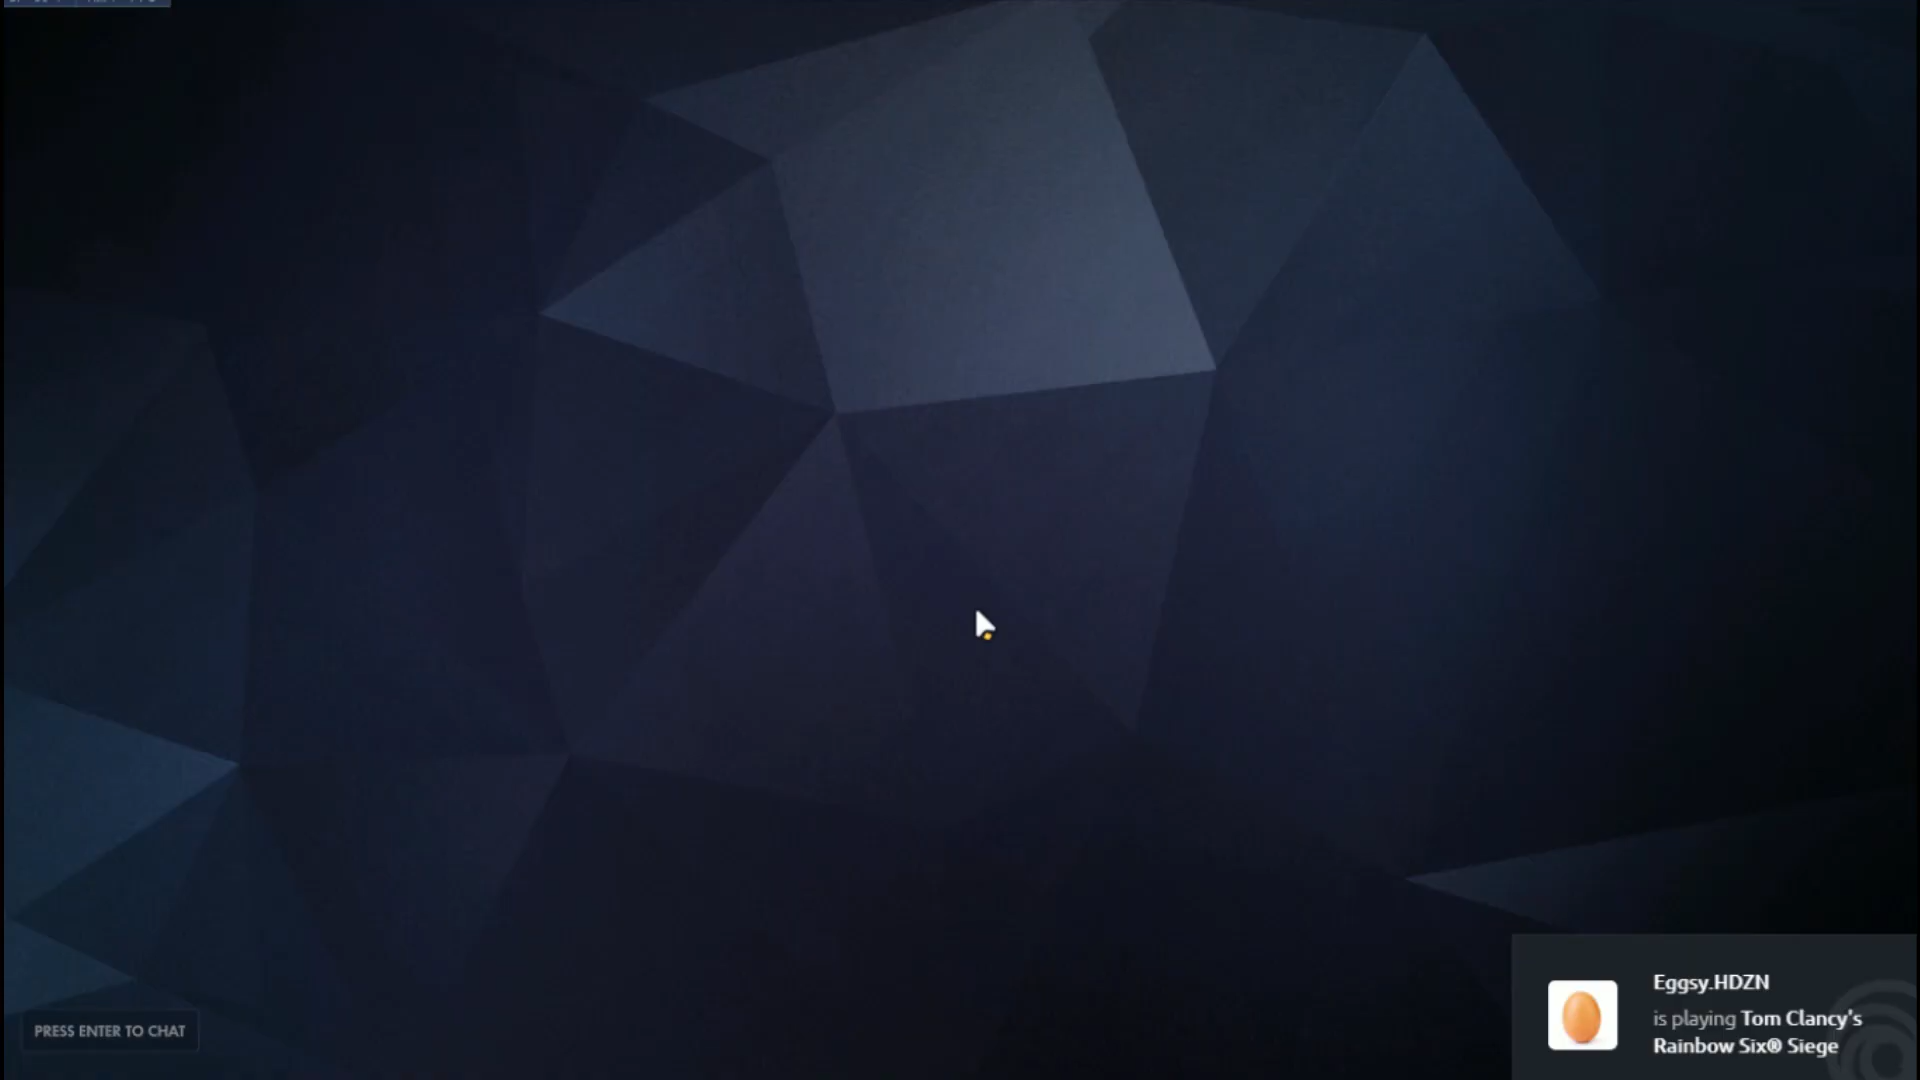 PRESS ENTER TO CHAT
Eggsy.HDZN
is playing Tom Clancy's
Rainbow Six® Siege